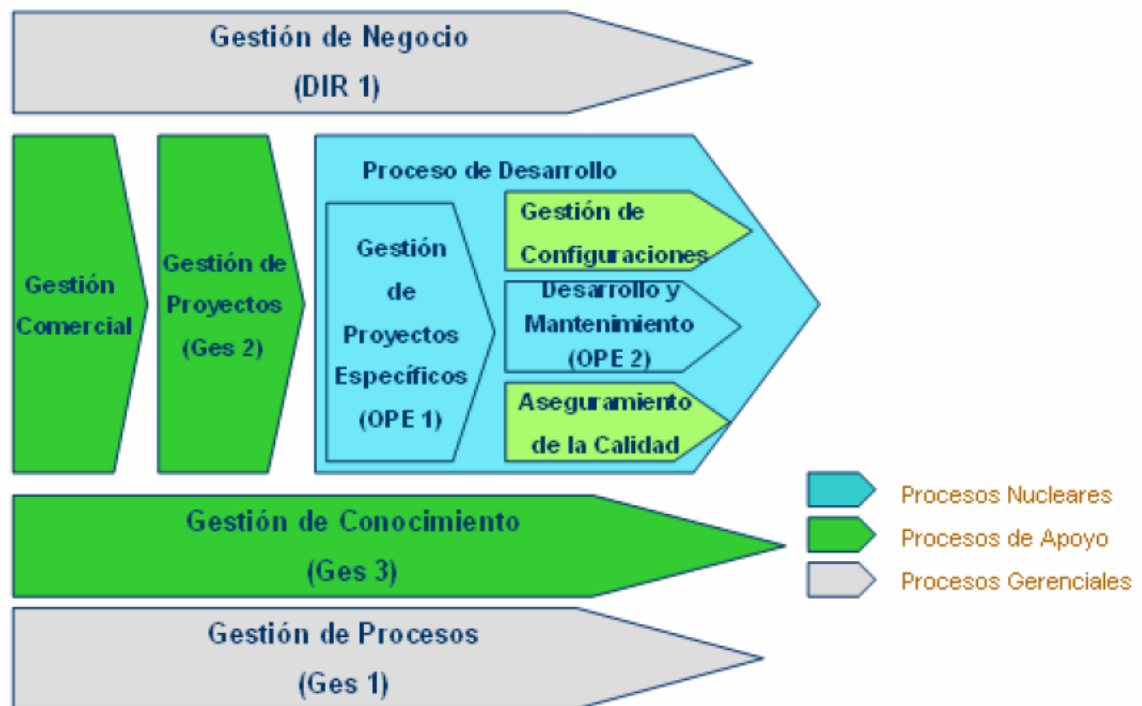 Gestión de Negocio
(DIR 1)
Gestión
Comercial
Gestión de
Proyectos
(Ges 2)
Proceso de Desarrollo
Gestión
de
Proyectos
Específicos
(OPE 1)
Gestión de
Configuraciones
Desarrollo y
Mantenimiento
(OPE 2)
Aseguramiento
de la Calidad
Gestión de Conocimiento
(Ges 3)
Gestión de Procesos
(Ges 1)
Procesos Nucleares
Procesos de Apoyo
Procesos Gerenciales